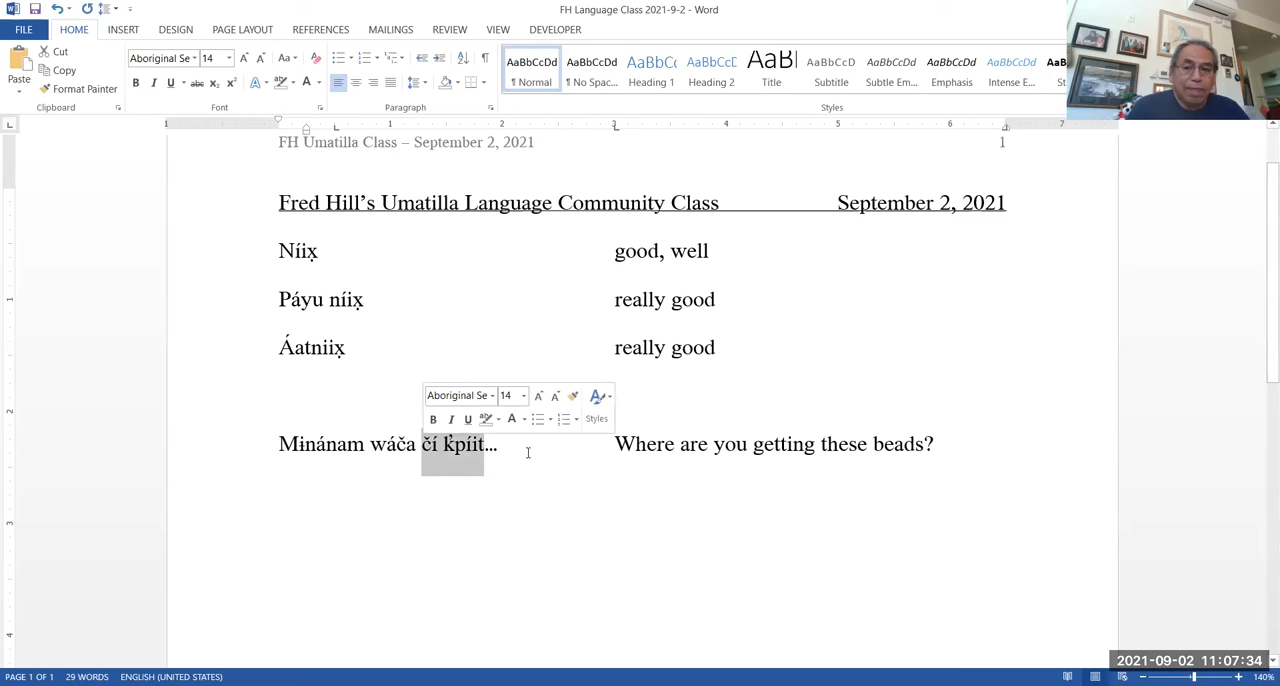 FH Language Class 2021-9-2 - Word
FILE HOME INSERT DESIGN PAGE LAYOUT REFERENCES MAILINGS REVIEW VIEW DEVELOPER
Paste
Cut
Copy
Format Painter
Clipboard
Aboriginal Se 14
Font
Paragraph
AaBbCcDd AaBbCcDd AaBbCc AaBbCcD AaBl AaBbCcD AaBbCcDd AaBbCcDd AaBbCcDd
¶ Normal ¶ No Spac... Heading 1 Heading 2 Title Subtitle Subtle Em... Emphasis Intense E...
Styles
FH Umatilla Class – September 2, 2021 1
Fred Hill’s Umatilla Language Community Class September 2, 2021
Níix̣ good, well
Páyu níix̣ really good
Áatniix̣ really good
Aboriginal Se 14
Styles
Mɨnánam wáča čí k̓píit... Where are you getting these beads?
2021-09-02 11:07:34
PAGE 1 OF 1 29 WORDS ENGLISH (UNITED STATES) 140%